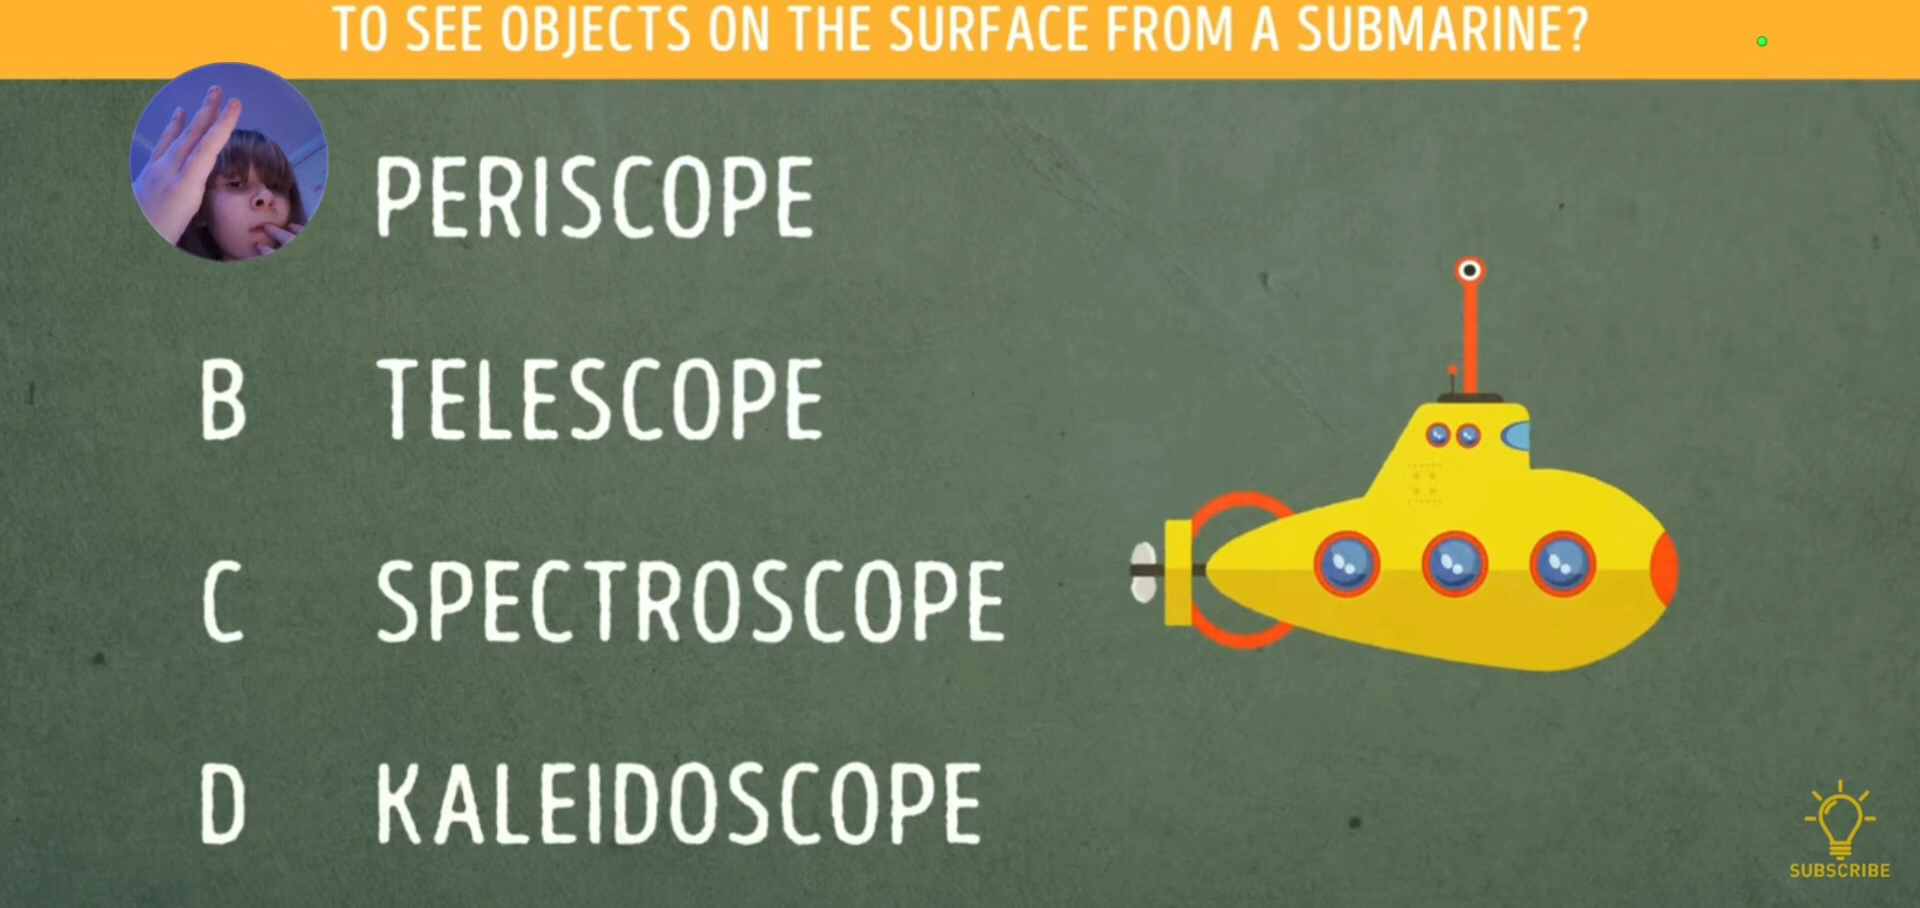 TO SEE OBJECTS ON THE SURFACE FROM A SUBMARINE?
PERISCOPE
B TELESCOPE
C SPECTROSCOPE
D KALEIDOSCOPE
SUBSCRIBE